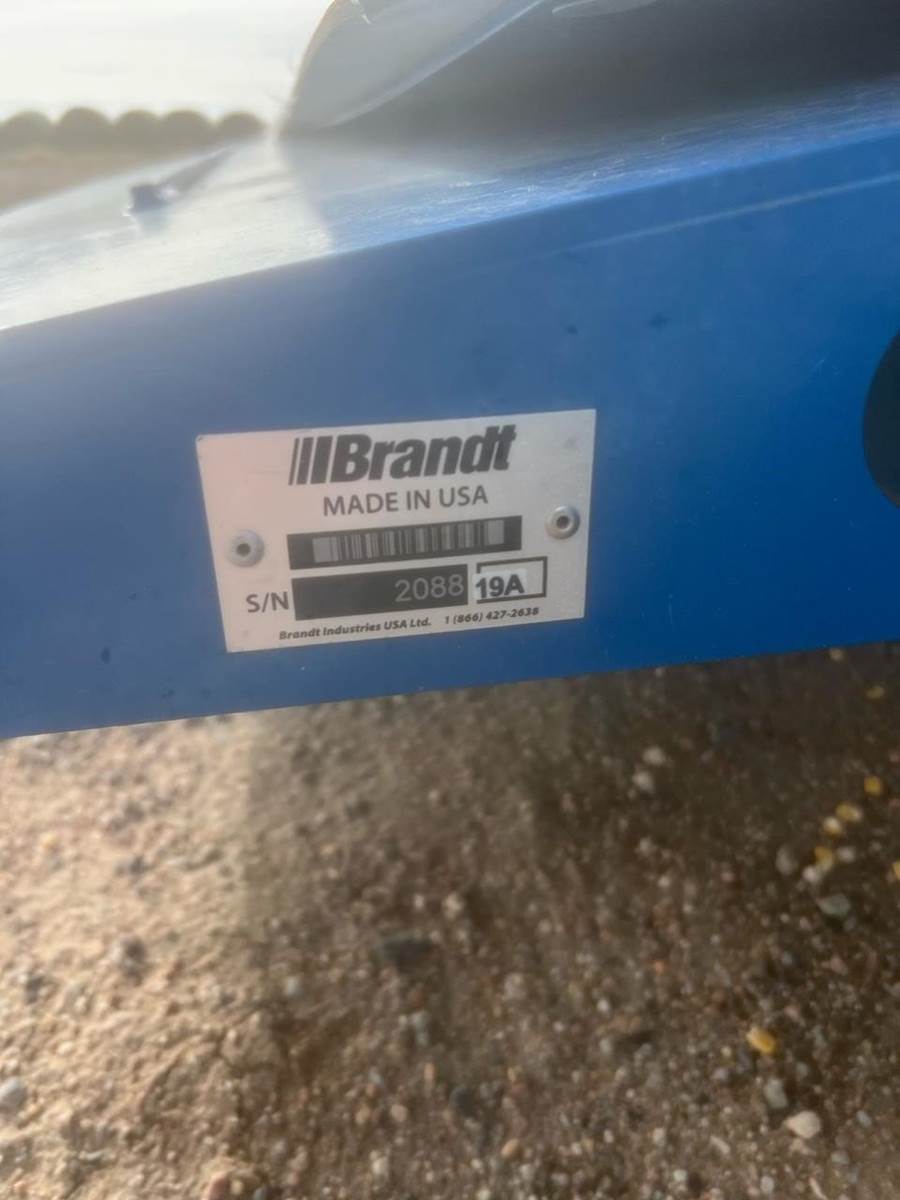 Brandt
MADE IN USA
S/N 2088 19A
Brandt Industries USA Ltd. 1 (866) 427-2638